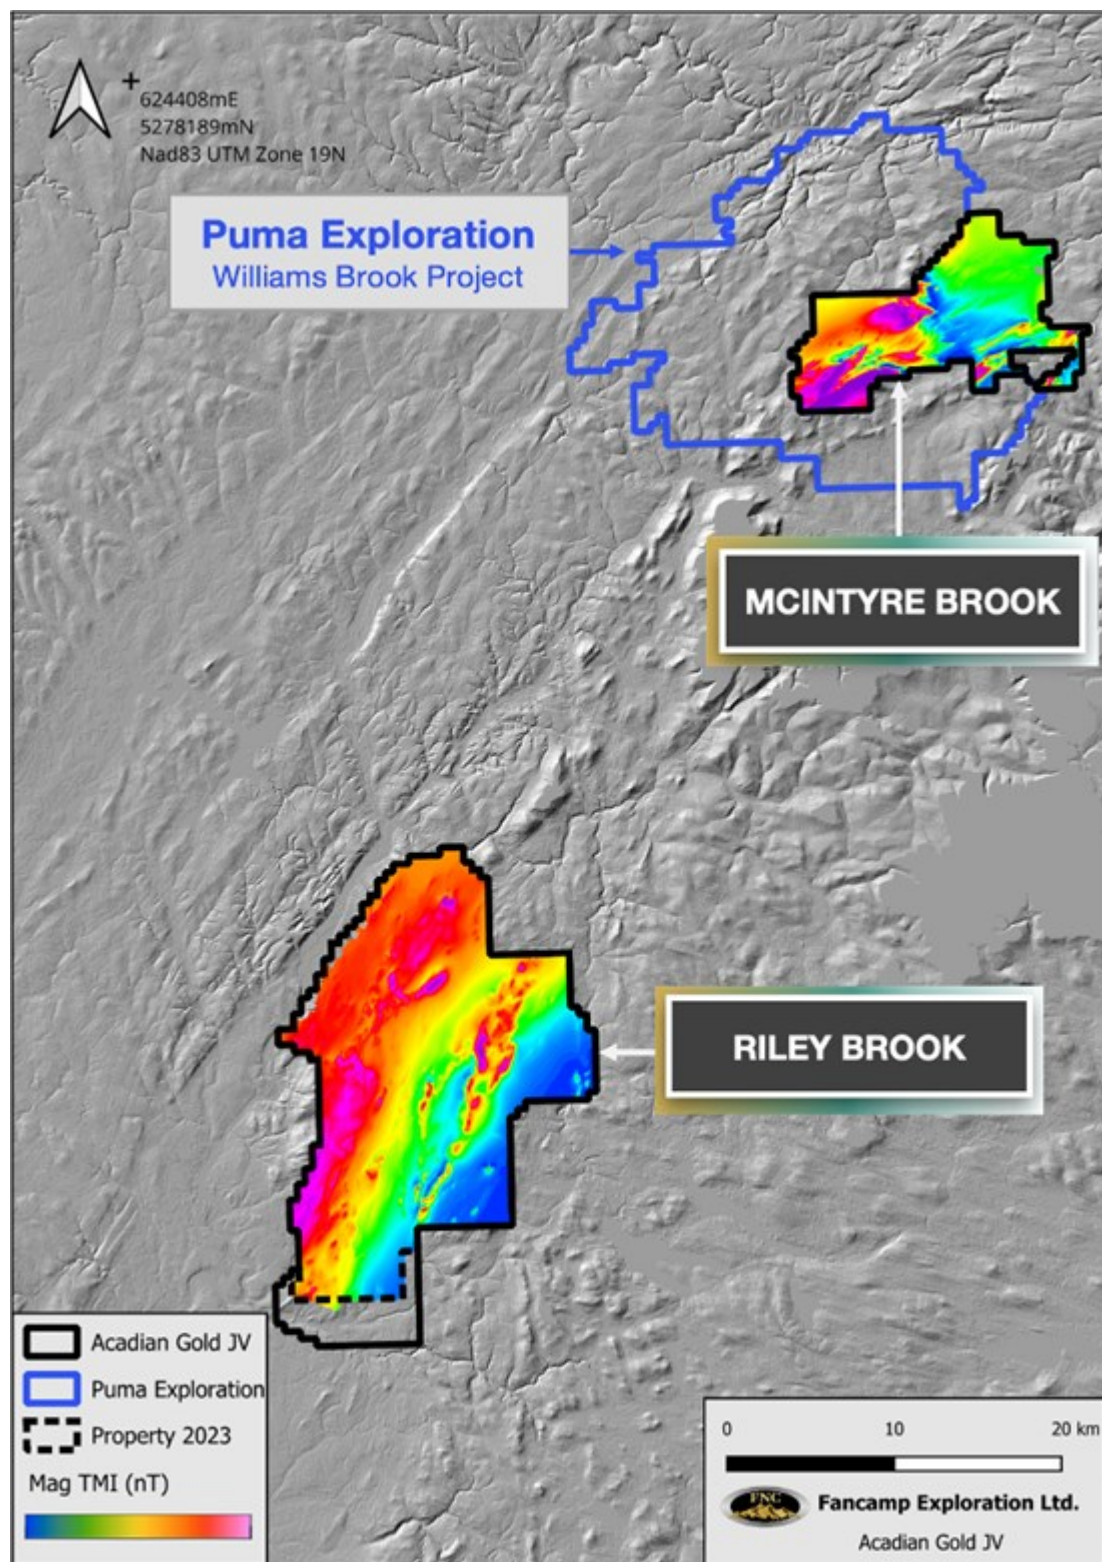 +
624408mE
5278189mN
Nad83 UTM Zone 19N
Puma Exploration
Williams Brook Project
MCINTYRE BROOK
RILEY BROOK
Acadian Gold JV
Puma Exploration
Property 2023
Mag TMI (nT)
0 10 20 km
FNC
Fancamp Exploration Ltd.
Acadian Gold JV